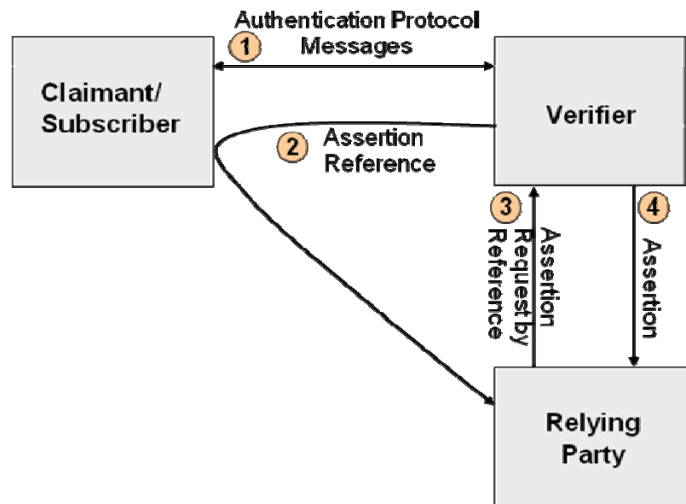 Authentication Protocol
Messages
1
Claimant/
Subscriber
Verifier
2
Assertion
Reference
3
Assertion
Request by
Reference
4
Assertion
Relying
Party